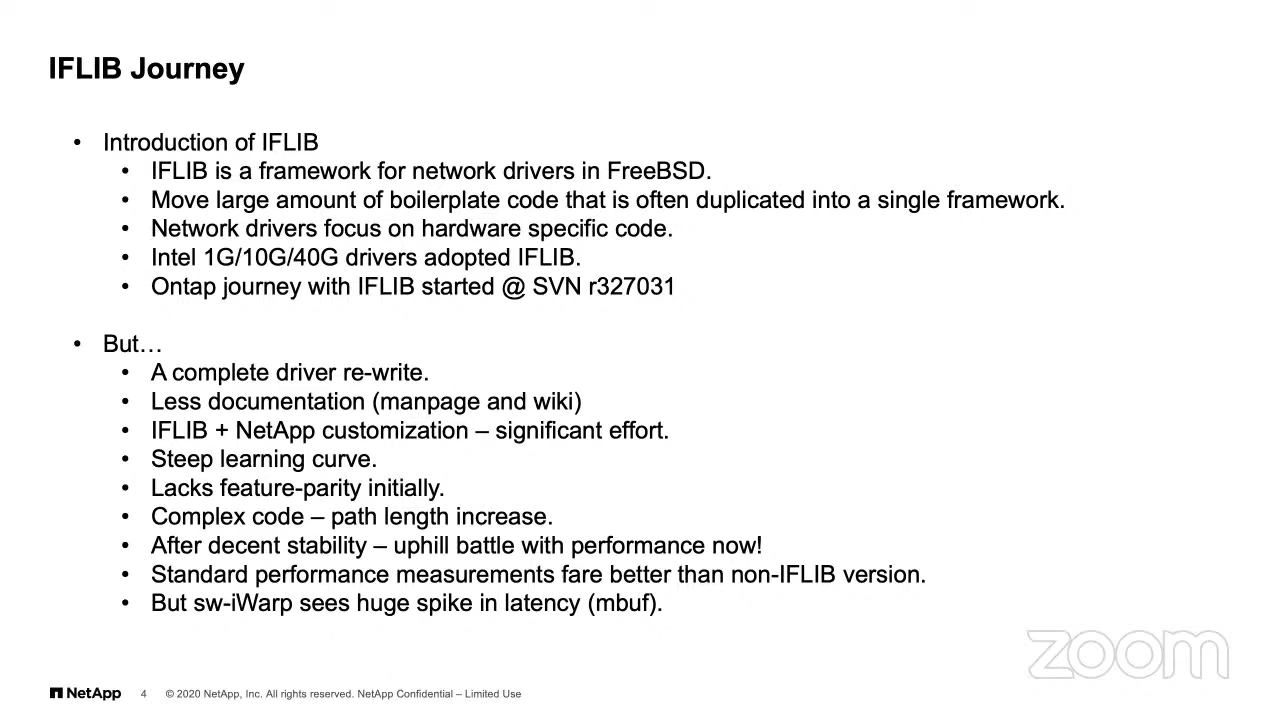 IFLIB Journey
• Introduction of IFLIB
• IFLIB is a framework for network drivers in FreeBSD.
• Move large amount of boilerplate code that is often duplicated into a single framework.
• Network drivers focus on hardware specific code.
• Intel 1G/10G/40G drivers adopted IFLIB.
• Ontap journey with IFLIB started @ SVN r327031
• But…
• A complete driver re-write.
• Less documentation (manpage and wiki)
• IFLIB + NetApp customization – significant effort.
• Steep learning curve.
• Lacks feature-parity initially.
• Complex code – path length increase.
• After decent stability – uphill battle with performance now!
• Standard performance measurements fare better than non-IFLIB version.
• But sw-iWarp sees huge spike in latency (mbuf).
zoom
NetApp 4 © 2020 NetApp, Inc. All rights reserved. NetApp Confidential – Limited Use